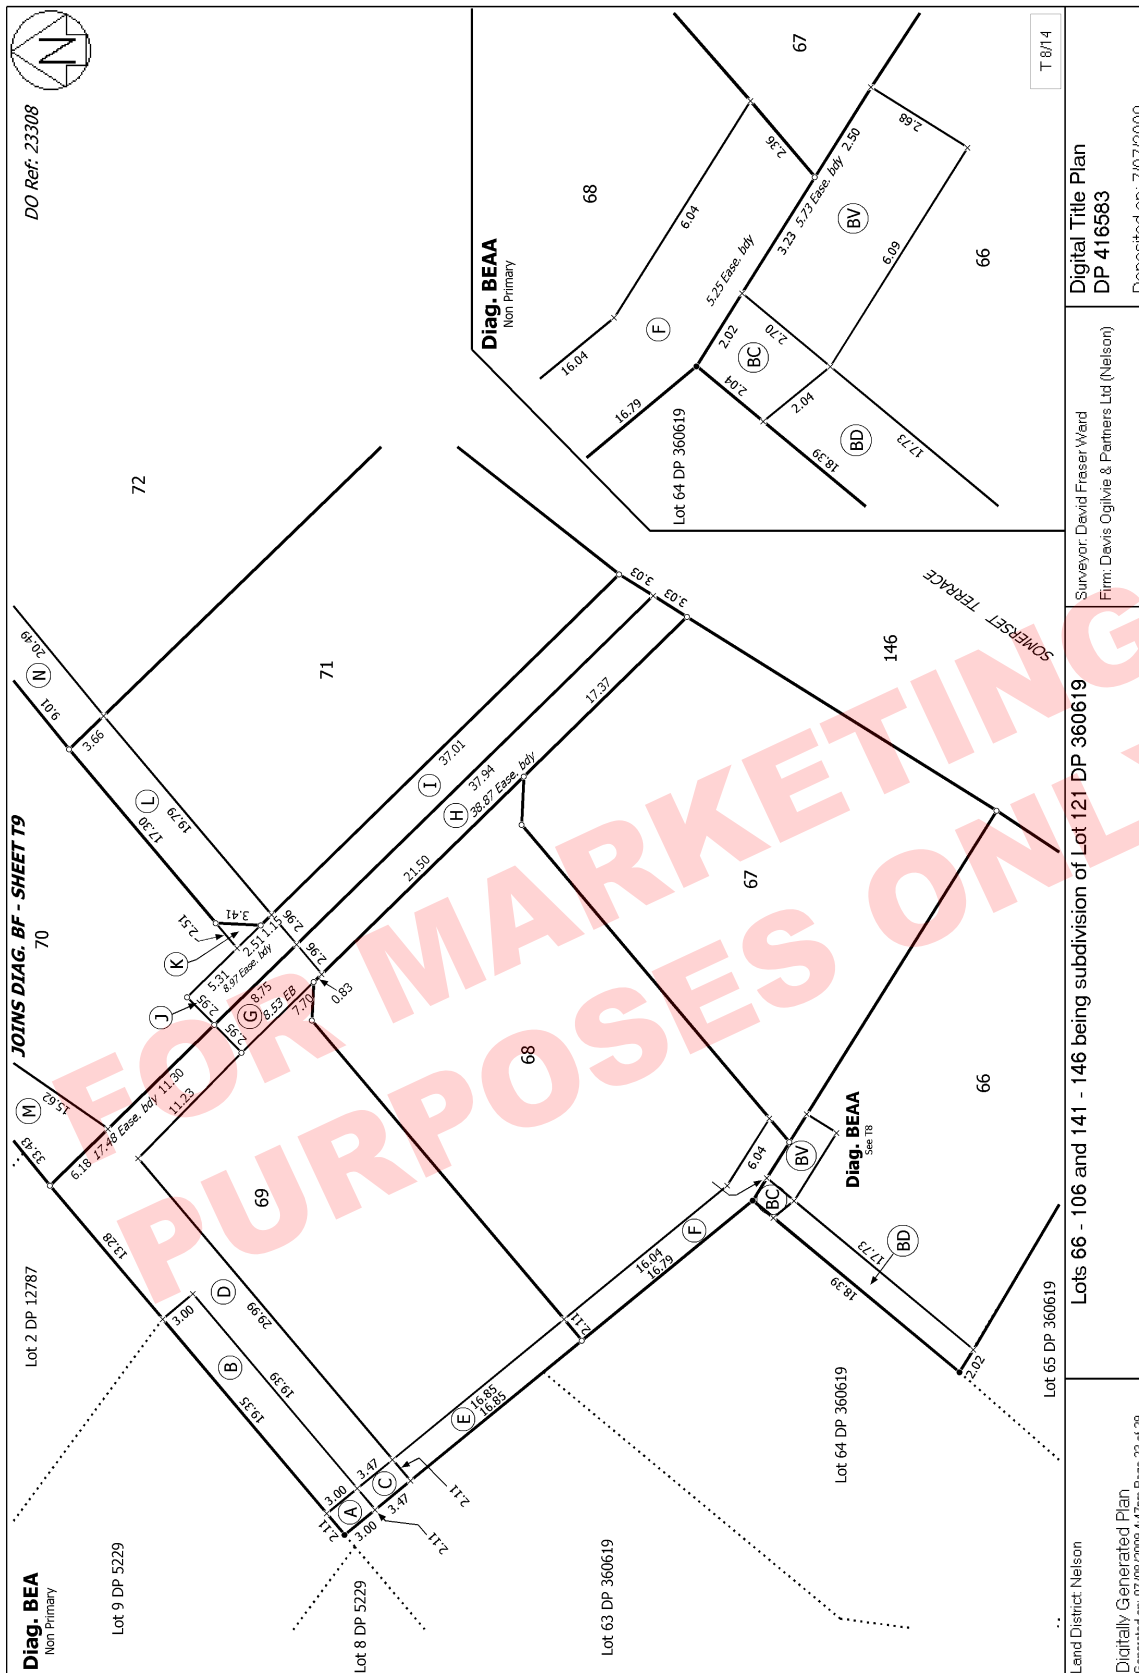 Diag. BEA
Non Primary
JOINS DIAG. BF - SHEET T9
DO Ref: 23308
N
Lot 9 DP 5229
Lot 2 DP 12787
70
72
Lot 8 DP 5229
Lot 63 DP 360619
Lot 64 DP 360619
Lot 65 DP 360619
69
71
68
67
66
146
SOMERSET TERRACE
33.43
M
15.62
6.18
17.48 Ease. bdy
11.30
11.23
13.28
3.00
B
19.35
19.39
D
29.99
2.11
3.00
A
3.00
3.47
C
3.47
2.11
2.11
E
16.85
16.85
2.11
16.04
16.79
F
6.04
BC
BV
Diag. BEAA
See T8
BD
17.73
18.39
2.02
J
2.95
5.31
8.97 Ease. bdy
K
2.51
2.51
3.41
1.15
2.96
2.96
G
2.95
8.75
8.53 EB
7.70
0.83
17.30
L
19.79
9.01
3.66
N
20.49
I
37.01
37.94
H
38.87 Ease. bdy
21.50
17.37
3.03
3.03
Diag. BEAA
Non Primary
68
67
66
Lot 64 DP 360619
16.04
16.79
F
6.04
2.36
5.25 Ease. bdy
2.02
3.23
5.73 Ease. bdy
2.50
2.68
BV
6.09
2.70
BC
2.04
2.04
BD
18.39
17.73
T 8/14
FOR MARKETING
PURPOSES ONLY
Land District: Nelson
Digitally Generated Plan
Lots 66 - 106 and 141 - 146 being subdivision of Lot 121 DP 360619
Surveyor: David Fraser Ward
Firm: Davis Ogilvie & Partners Ltd (Nelson)
Digital Title Plan
DP 416583